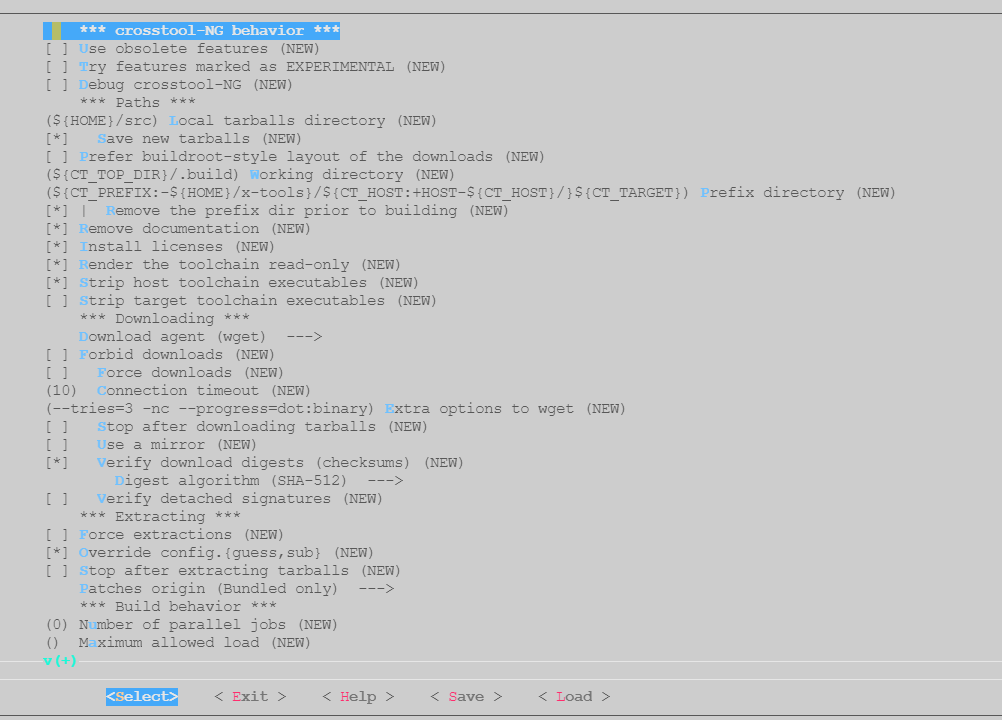 *** crosstool-NG behavior ***
[ ] Use obsolete features (NEW)
[ ] Try features marked as EXPERIMENTAL (NEW)
[ ] Debug crosstool-NG (NEW)
*** Paths ***
(${HOME}/src) Local tarballs directory (NEW)
[*]   Save new tarballs (NEW)
[ ] Prefer buildroot-style layout of the downloads (NEW)
(${CT_TOP_DIR}/.build) Working directory (NEW)
(${CT_PREFIX:-${HOME}/x-tools}/${CT_HOST:+HOST-${CT_HOST}/}${CT_TARGET}) Prefix directory (NEW)
[*] |  Remove the prefix dir prior to building (NEW)
[*] Remove documentation (NEW)
[*] Install licenses (NEW)
[*] Render the toolchain read-only (NEW)
[*] Strip host toolchain executables (NEW)
[ ] Strip target toolchain executables (NEW)
*** Downloading ***
Download agent (wget)  --->
[ ] Forbid downloads (NEW)
[ ]   Force downloads (NEW)
(10)  Connection timeout (NEW)
(--tries=3 -nc --progress=dot:binary) Extra options to wget (NEW)
[ ]   Stop after downloading tarballs (NEW)
[ ]   Use a mirror (NEW)
[*]   Verify download digests (checksums) (NEW)
Digest algorithm (SHA-512)  --->
[ ]   Verify detached signatures (NEW)
*** Extracting ***
[ ] Force extractions (NEW)
[*] Override config.{guess,sub} (NEW)
[ ] Stop after extracting tarballs (NEW)
Patches origin (Bundled only)  --->
*** Build behavior ***
(0) Number of parallel jobs (NEW)
()  Maximum allowed load (NEW)
v(+)
<Select>    < Exit >    < Help >    < Save >    < Load >